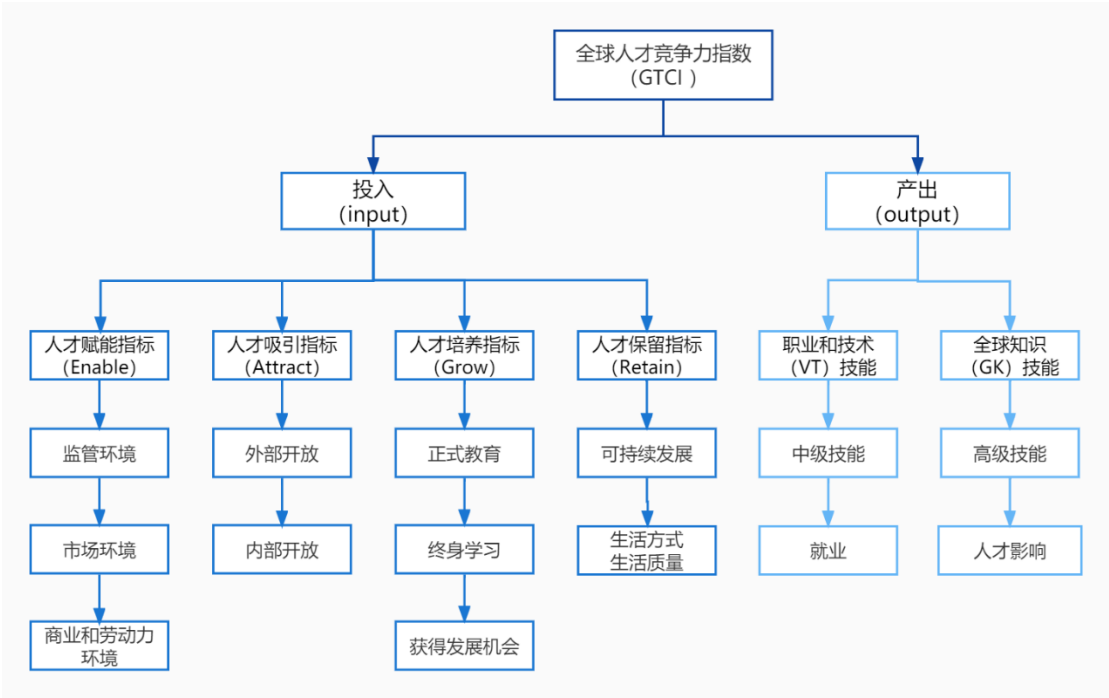 全球人才竞争力指数
（GTCI ）
投入
（input）
产出
（output）
人才赋能指标
（Enable）
人才吸引指标
（Attract）
人才培养指标
（Grow）
人才保留指标
（Retain）
职业和技术
（VT）技能
全球知识
（GK）技能
监管环境
外部开放
正式教育
可持续发展
中级技能
高级技能
市场环境
内部开放
终身学习
生活方式
生活质量
就业
人才影响
商业和劳动力
环境
获得发展机会